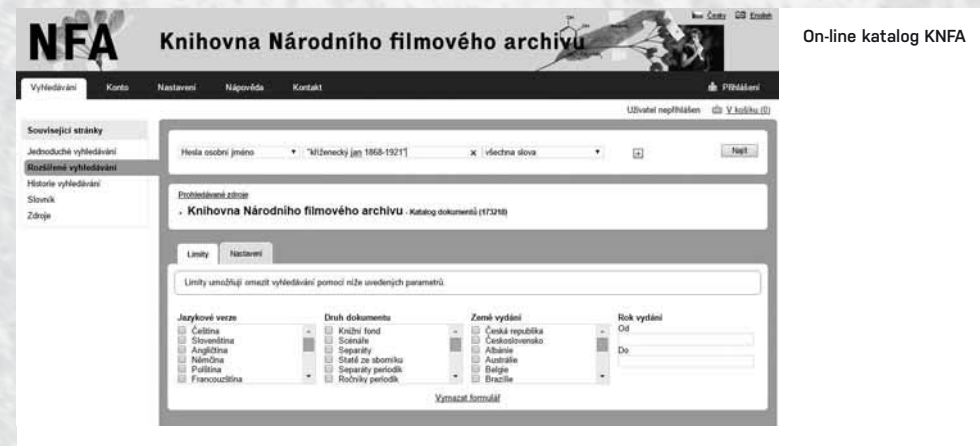 Česky English
NFA Knihovna Národního filmového archivu
On-line katalog KNFA
Vyhledávání Konto Nastavení Nápověda Kontakt Přihlášení
Uživatel nepřihlášen V košíku (0)
Související stránky
Jednoduché vyhledávání
Rozšířené vyhledávání
Historie vyhledávání
Slovník
Zdroje
Hesla osobní jméno "kříženecký jan 1868-1921" x všechna slova Najít
Prohledávané zdroje
Knihovna Národního filmového archivu - Katalog dokumentů (173218)
Limity Nastavení
Limity umožňují omezit vyhledávání pomocí níže uvedených parametrů.
Jazykové verze
Čeština
Slovenština
Angličtina
Němčina
Polština
Francouzština
Druh dokumentu
Knižní fond
Scénáře
Separáty
Statě ze sborníku
Separáty periodik
Ročníky periodik
Země vydání
Česká republika
Československo
Albánie
Austrálie
Belgie
Brazílie
Rok vydání
Od
Do
Vymazat formulář